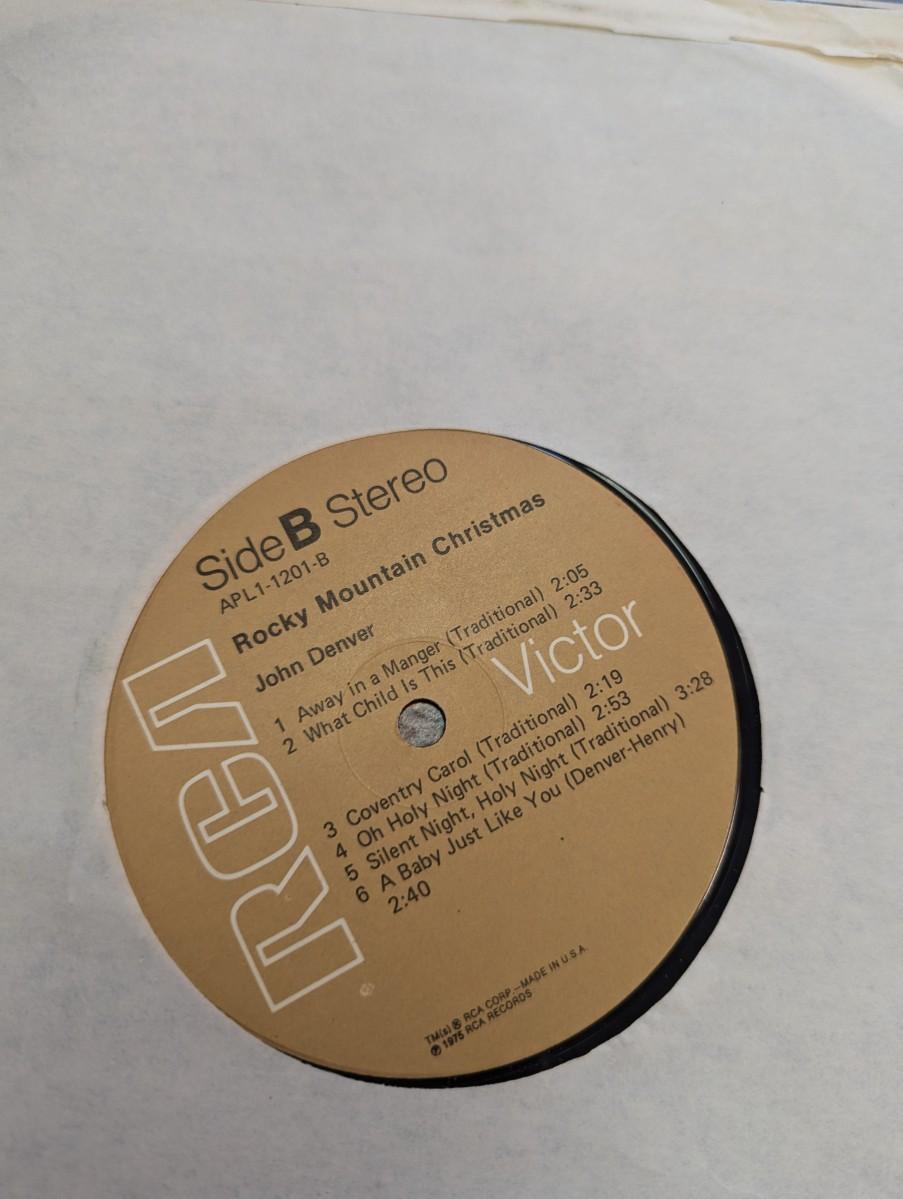 Side B Stereo
APL1-1201-B
Rocky Mountain Christmas
John Denver
1 Away in a Manger (Traditional) 2:05
2 What Child Is This (Traditional) 2:33
Victor
3 Coventry Carol (Traditional) 2:19
4 Oh Holy Night (Traditional) 2:53
5 Silent Night, Holy Night (Traditional) 3:28
6 A Baby Just Like You (Denver-Henry)
2:40
RCA
TM(s) ® RCA CORP.—MADE IN U.S.A.
℗ 1975 RCA RECORDS